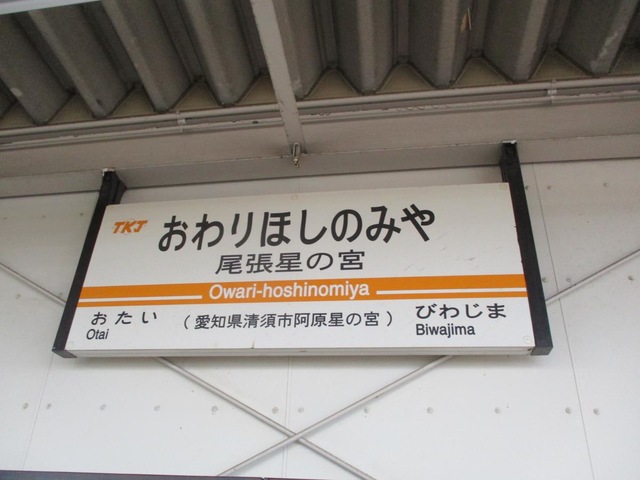 TKJ
おわりほしのみや
尾張星の宮
Owari-hoshinomiya
おたい
Otai
(愛知県清須市阿原星の宮)
びわじま
Biwajima